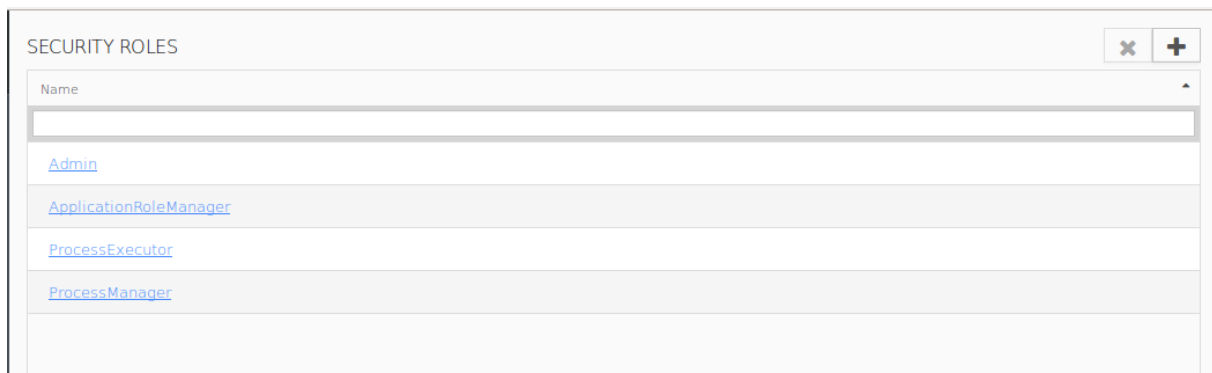 SECURITY ROLES
Name
Admin
ApplicationRoleManager
ProcessExecutor
ProcessManager